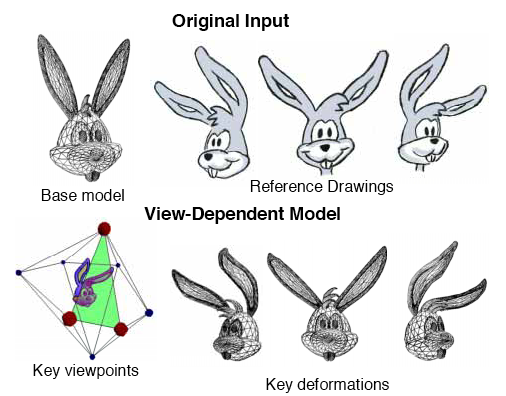 Original Input
Base model
Reference Drawings
View-Dependent Model
Key viewpoints
Key deformations